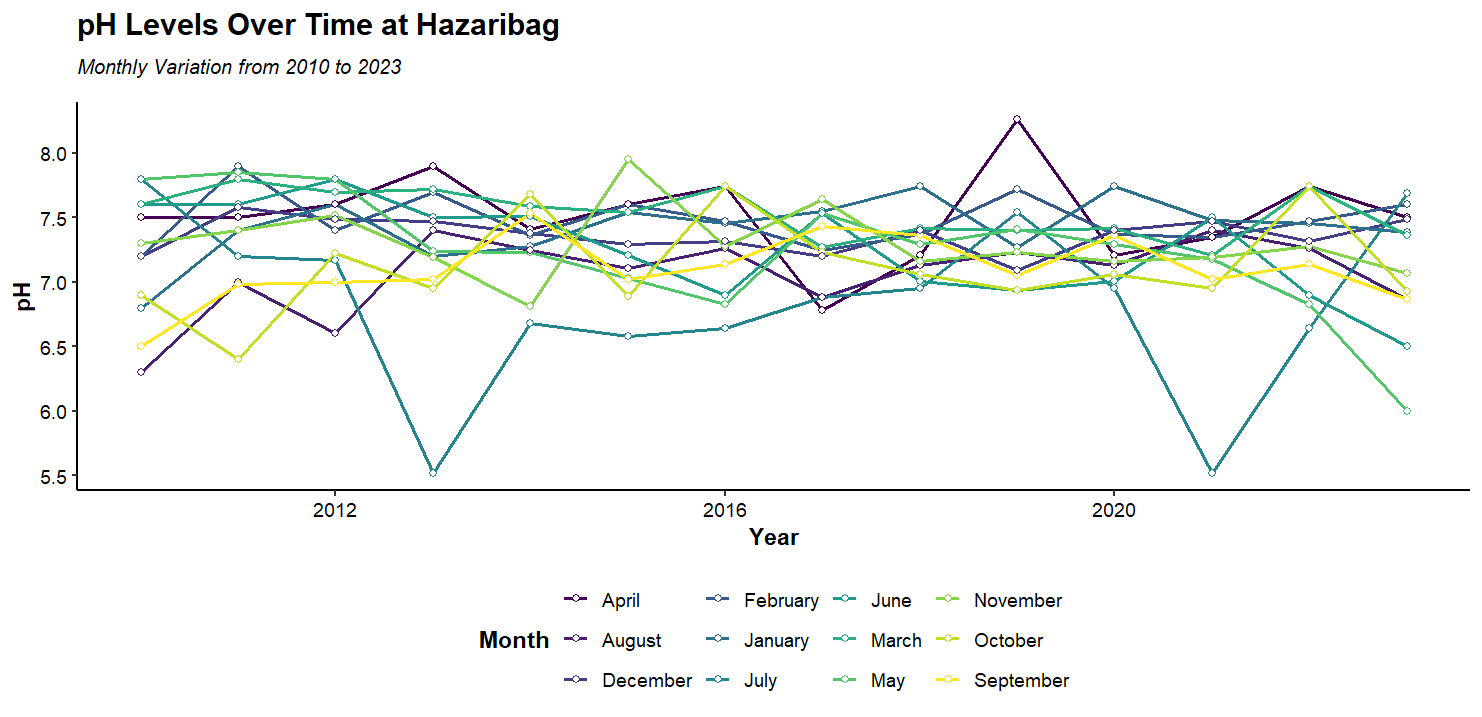 pH Levels Over Time at Hazaribag
Monthly Variation from 2010 to 2023
pH
8.0
7.5
7.0
6.5
6.0
5.5
2012 2016 2020
Year
Month
April February June November
August January March October
December July May September